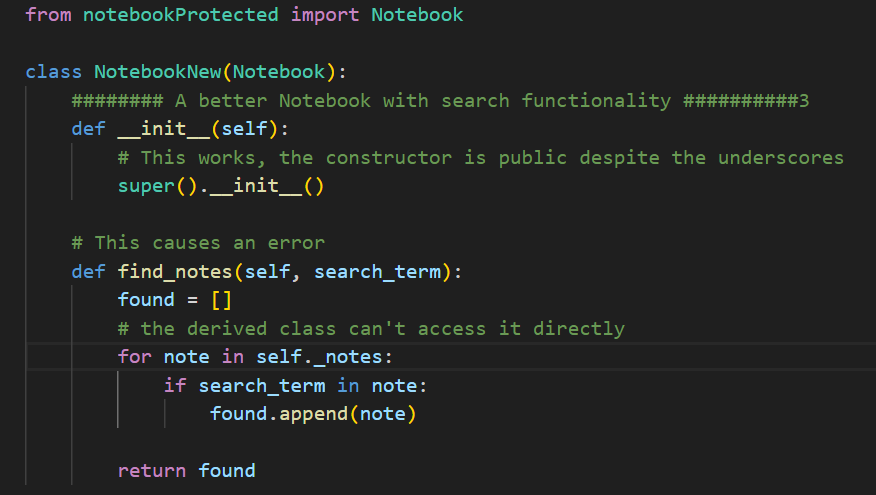 from notebookProtected import Notebook
class NotebookNew(Notebook):
######## A better Notebook with search functionality ##########3
def __init__(self):
# This works, the constructor is public despite the underscores
super().__init__()
# This causes an error
def find_notes(self, search_term):
found = []
# the derived class can't access it directly
for note in self._notes:
if search_term in note:
found.append(note)
return found